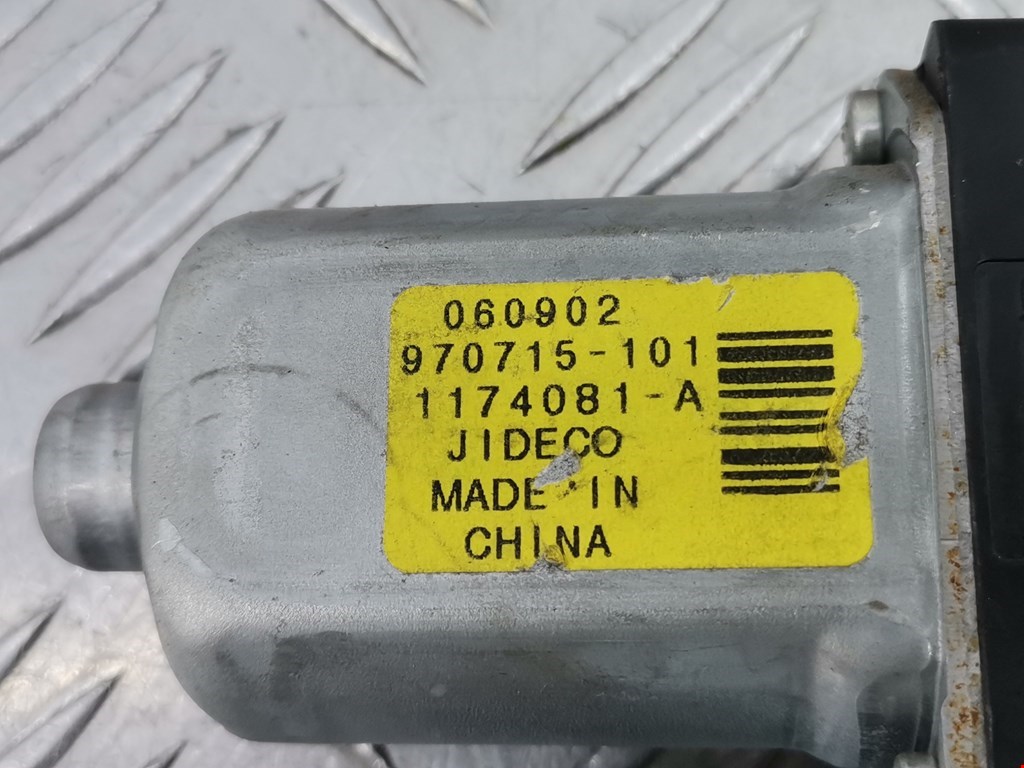 060902
970715-101
1174081-A
JIDECO
MADE IN
CHINA